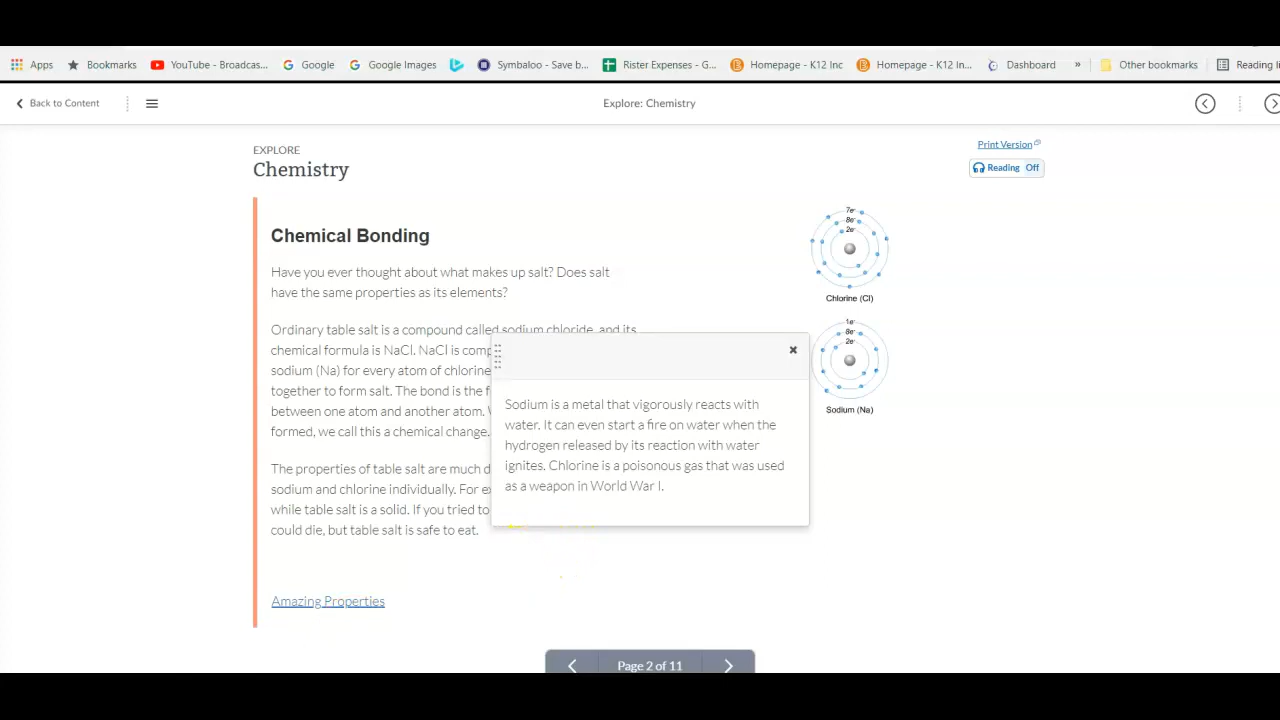 Apps Bookmarks YouTube - Broadcas... Google Google Images Symbaloo - Save b... Rister Expenses - G... Homepage - K12 Inc Homepage - K12 In... Dashboard » Other bookmarks Reading li
Back to Content Explore: Chemistry
EXPLORE
Chemistry
Print Version
Reading Off
Chemical Bonding
Have you ever thought about what makes up salt? Does salt
have the same properties as its elements?
Ordinary table salt is a compound called sodium chloride, and its
chemical formula is NaCl. NaCl is comp
sodium (Na) for every atom of chlorine
together to form salt. The bond is the f
between one atom and another atom.
formed, we call this a chemical change.
The properties of table salt are much d
sodium and chlorine individually. For ex
while table salt is a solid. If you tried to
could die, but table salt is safe to eat.
Amazing Properties
Sodium is a metal that vigorously reacts with
water. It can even start a fire on water when the
hydrogen released by its reaction with water
ignites. Chlorine is a poisonous gas that was used
as a weapon in World War I.
7e-
8e-
2e-
Chlorine (Cl)
1e-
8e-
2e-
Sodium (Na)
Page 2 of 11